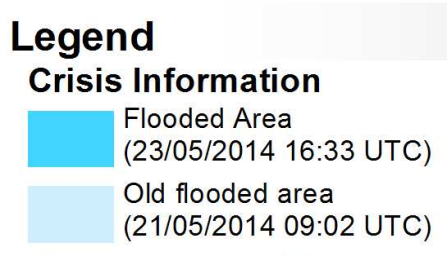 Legend
Crisis Information
Flooded Area
(23/05/2014 16:33 UTC)
Old flooded area
(21/05/2014 09:02 UTC)